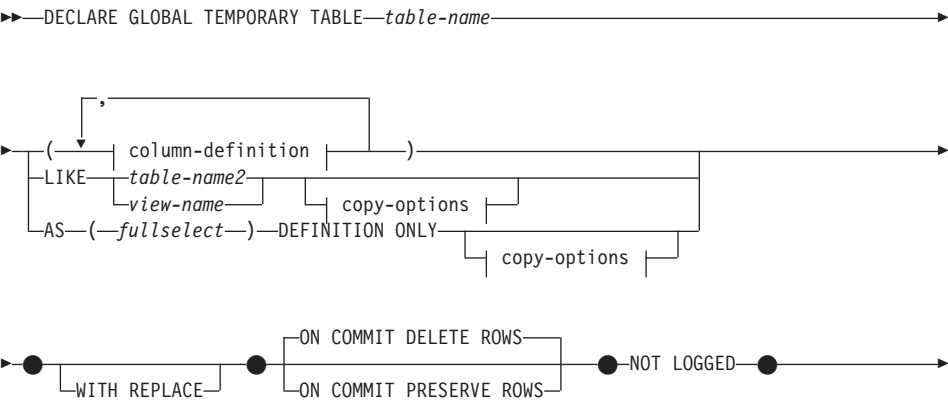 DECLARE GLOBAL TEMPORARY TABLE table-name
,
( column-definition )
LIKE table-name2
view-name copy-options
AS ( fullselect ) DEFINITION ONLY
copy-options
ON COMMIT DELETE ROWS
NOT LOGGED
WITH REPLACE ON COMMIT PRESERVE ROWS